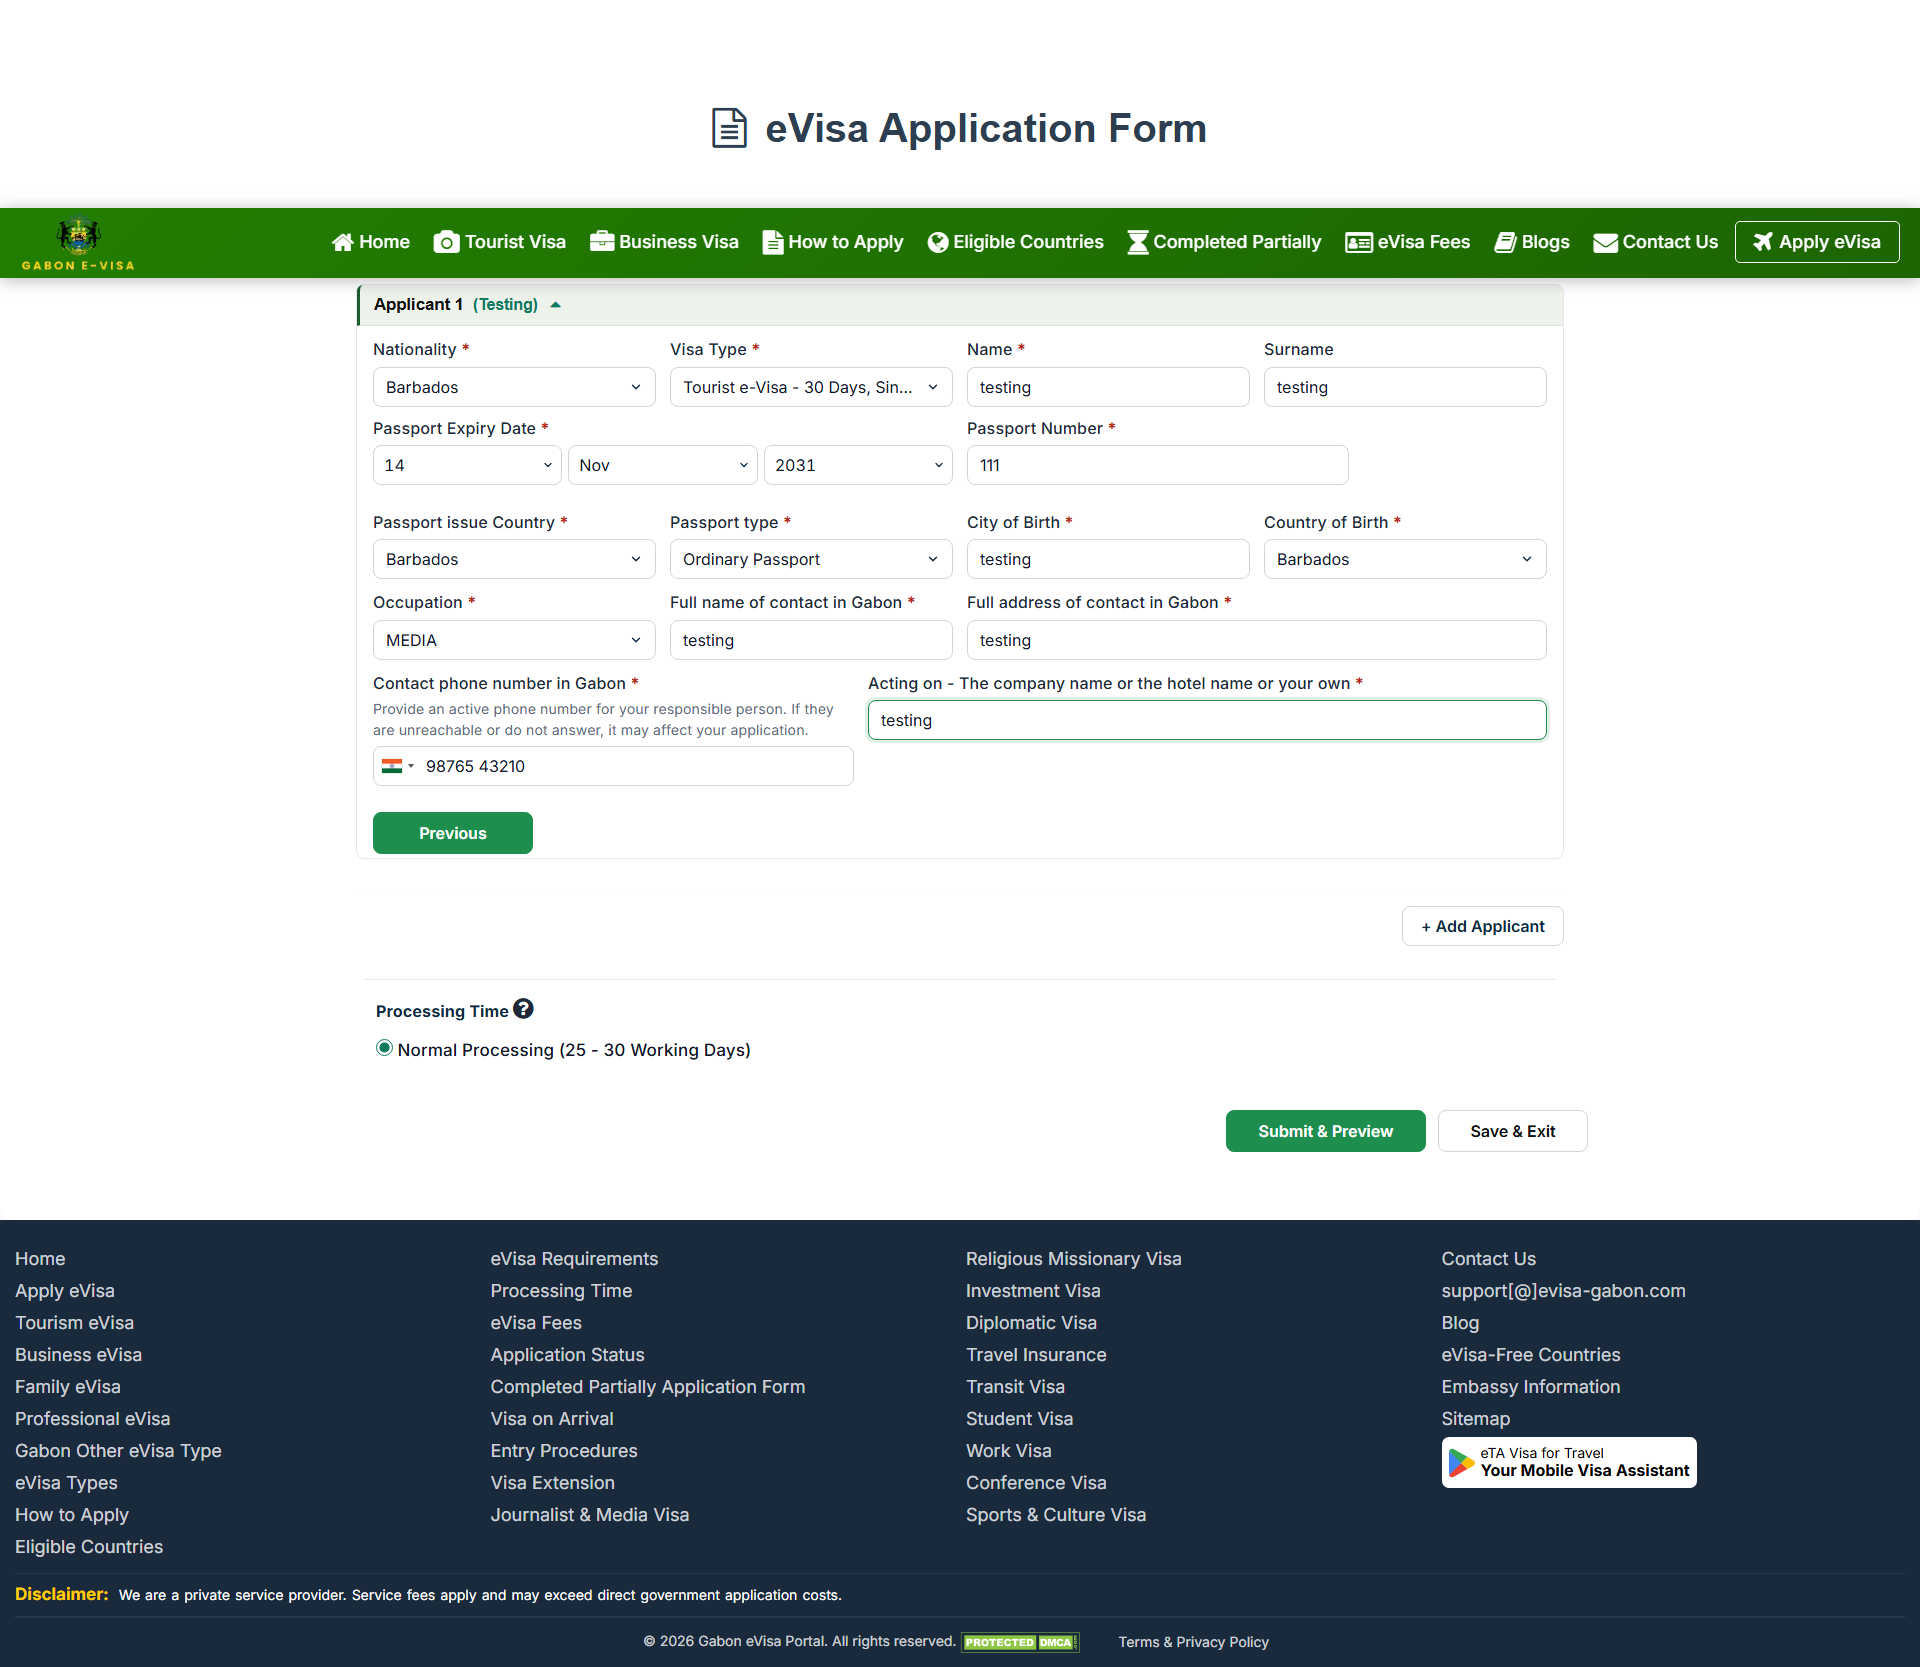 eVisa Application Form
GABON E-VISA
Home
Tourist Visa
Business Visa
How to Apply
Eligible Countries
Completed Partially
eVisa Fees
Blogs
Contact Us
Apply eVisa
Applicant 1 (Testing)
Nationality *
Visa Type *
Name *
Surname
Barbados
Tourist e-Visa - 30 Days, Sin...
testing
testing
Passport Expiry Date *
Passport Number *
14
Nov
2031
111
Passport issue Country *
Passport type *
City of Birth *
Country of Birth *
Barbados
Ordinary Passport
testing
Barbados
Occupation *
Full name of contact in Gabon *
Full address of contact in Gabon *
MEDIA
testing
testing
Contact phone number in Gabon *
Provide an active phone number for your responsible person. If they
are unreachable or do not answer, it may affect your application.
98765 43210
Acting on - The company name or the hotel name or your own *
testing
Previous
+ Add Applicant
Processing Time ?
Normal Processing (25 - 30 Working Days)
Submit & Preview
Save & Exit
Home
Apply eVisa
Tourism eVisa
Business eVisa
Family eVisa
Professional eVisa
Gabon Other eVisa Type
eVisa Types
How to Apply
Eligible Countries
eVisa Requirements
Processing Time
eVisa Fees
Application Status
Completed Partially Application Form
Visa on Arrival
Entry Procedures
Visa Extension
Journalist & Media Visa
Religious Missionary Visa
Investment Visa
Diplomatic Visa
Travel Insurance
Transit Visa
Student Visa
Work Visa
Conference Visa
Sports & Culture Visa
Contact Us
support[@]evisa-gabon.com
Blog
eVisa-Free Countries
Embassy Information
Sitemap
eTA Visa for Travel
Your Mobile Visa Assistant
Disclaimer: We are a private service provider. Service fees apply and may exceed direct government application costs.
© 2026 Gabon eVisa Portal. All rights reserved. PROTECTED DMCA
Terms & Privacy Policy